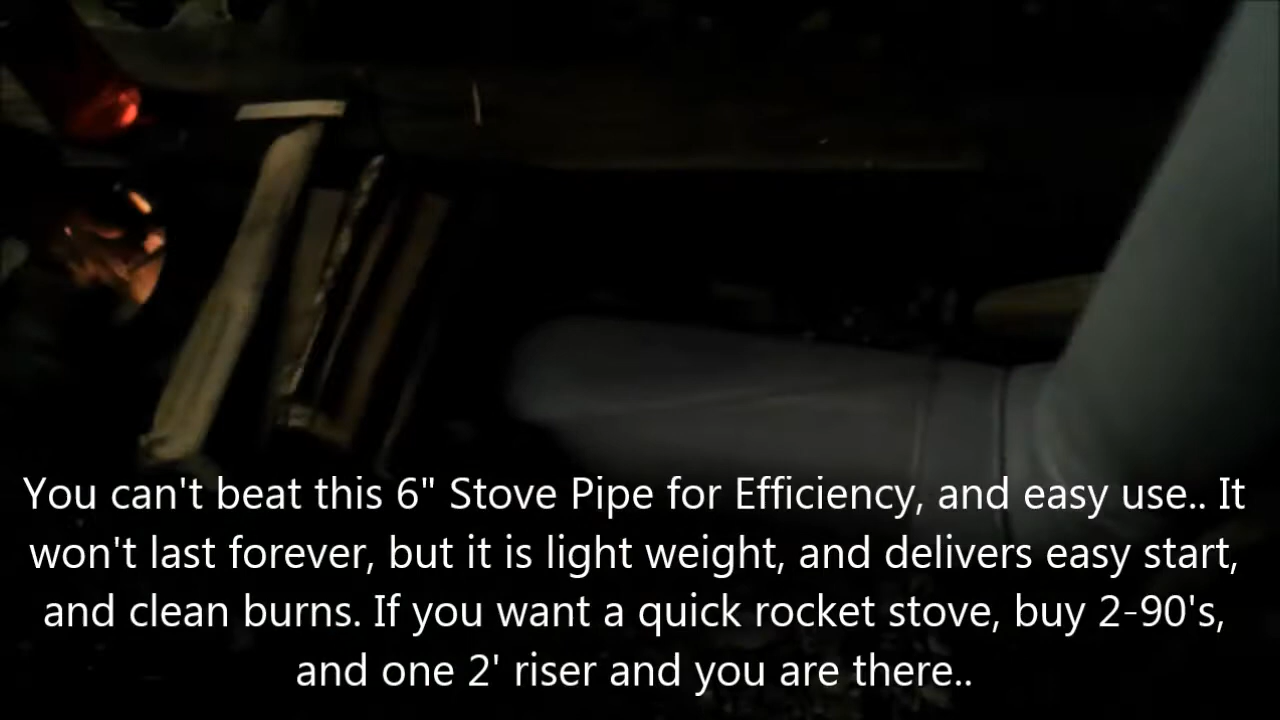 You can't beat this 6" Stove Pipe for Efficiency, and easy use.. It
won't last forever, but it is light weight, and delivers easy start,
and clean burns. If you want a quick rocket stove, buy 2-90's,
and one 2' riser and you are there..